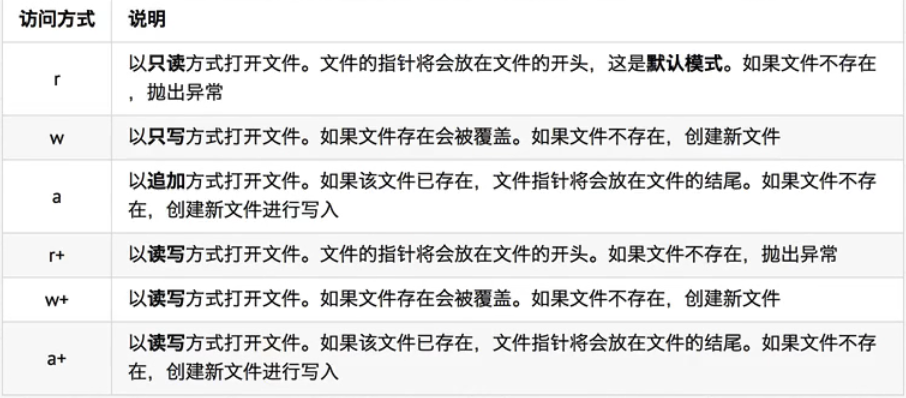 访问方式 说明
r 以只读方式打开文件。文件的指针将会放在文件的开头，这是默认模式。如果文件不存在
，抛出异常
w 以只写方式打开文件。如果文件存在会被覆盖。如果文件不存在，创建新文件
a 以追加方式打开文件。如果该文件已存在，文件指针将会放在文件的结尾。如果文件不存
在，创建新文件进行写入
r+ 以读写方式打开文件。文件的指针将会放在文件的开头。如果文件不存在，抛出异常
w+ 以读写方式打开文件。如果文件存在会被覆盖。如果文件不存在，创建新文件
a+ 以读写方式打开文件。如果该文件已存在，文件指针将会放在文件的结尾。如果文件不存
在，创建新文件进行写入